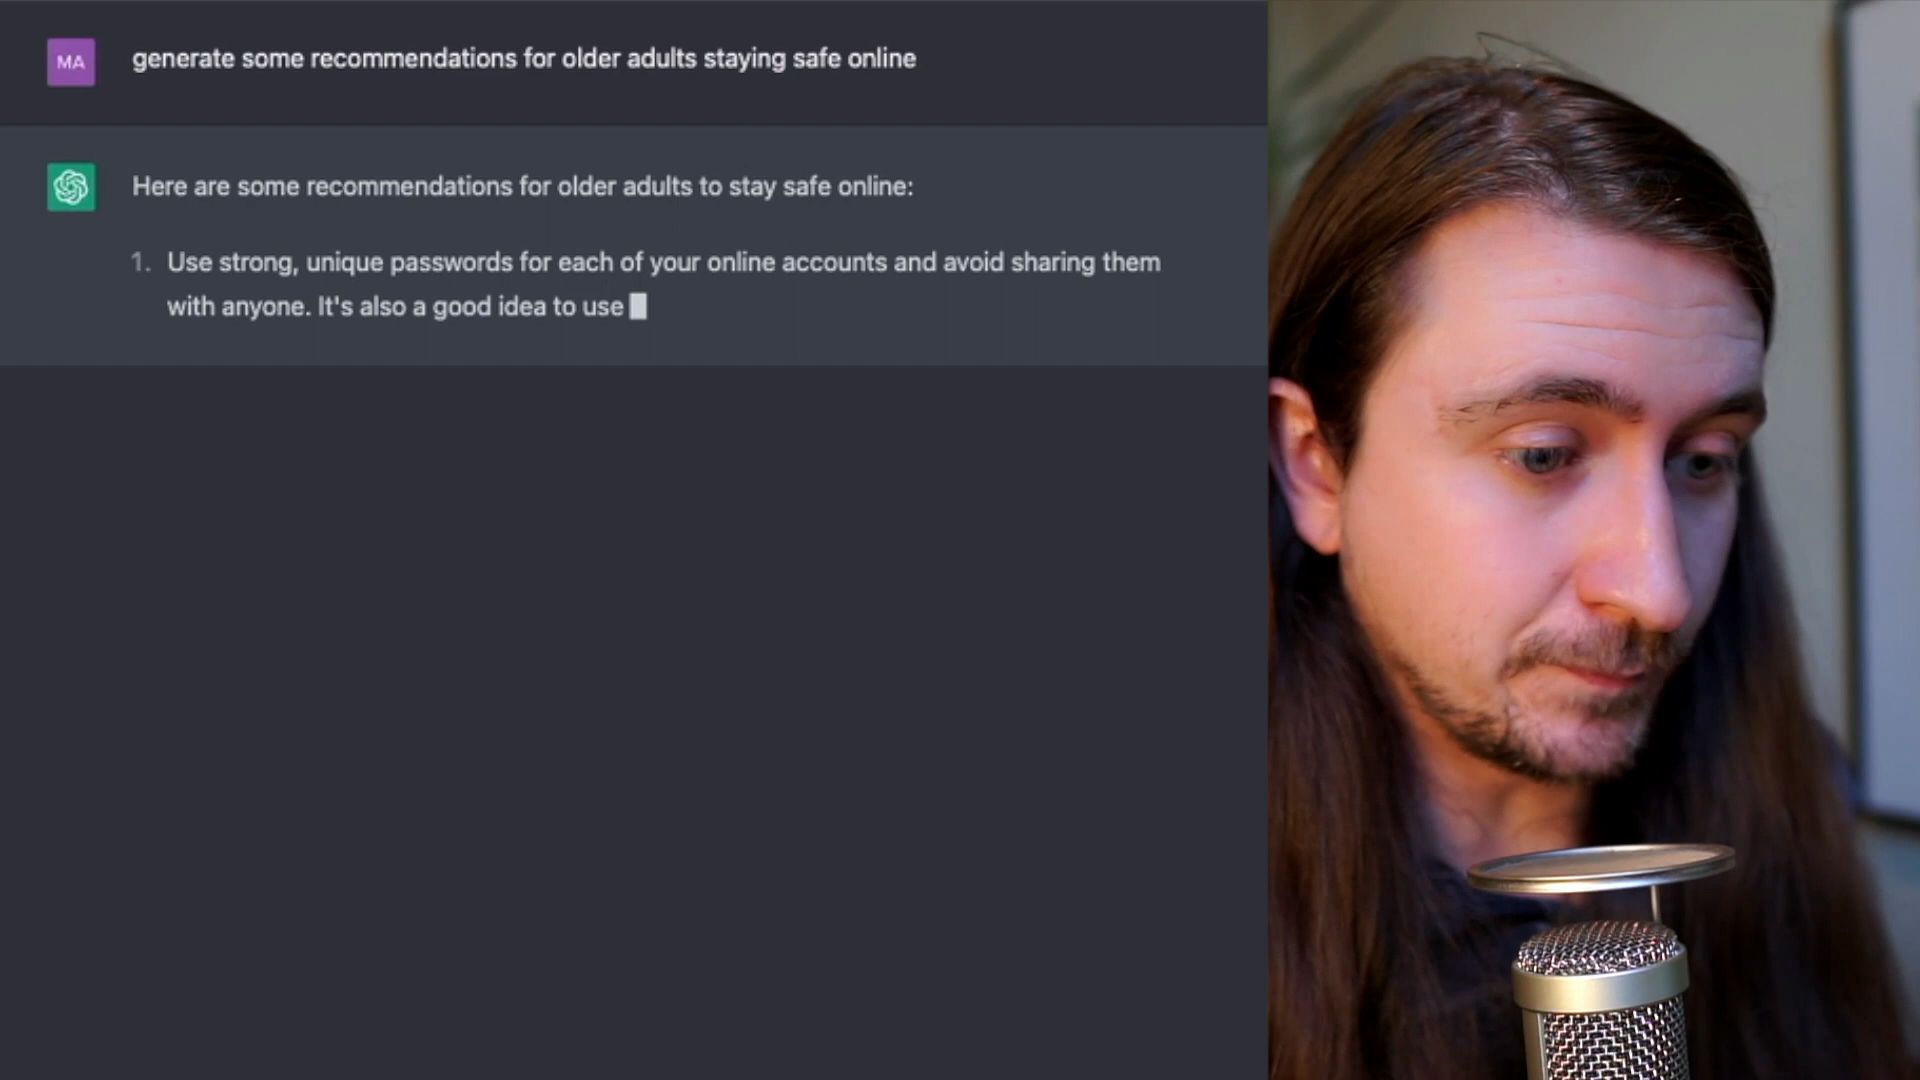 MA
generate some recommendations for older adults staying safe online
Here are some recommendations for older adults to stay safe online:
1. Use strong, unique passwords for each of your online accounts and avoid sharing them
with anyone. It's also a good idea to use